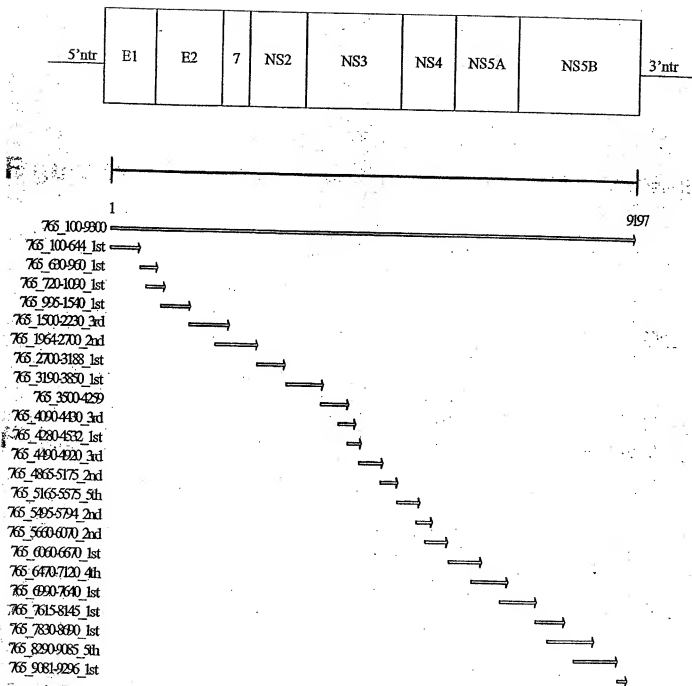 5'ntr E1 E2 7 NS2 NS3 NS4 NS5A NS5B 3'ntr
1 9197
765_100-9300
765_100-644_1st
765_630-960_1st
765_720-1090_1st
765_995-1540_1st
765_1500-2230_3rd
765_1964-2700_2nd
765_2700-3188_1st
765_3190-3850_1st
765_3500-4259
765_4090-4430_3rd
765_4280-4532_1st
765_4490-4920_3rd
765_4865-5175_2nd
765_5165-5575_5th
765_5495-5794_2nd
765_5660-6070_2nd
765_6060-6670_1st
765_6470-7120_4th
765_6990-7640_1st
765_7615-8145_1st
765_7830-8690_1st
765_8290-9085_5th
765_9081-9296_1st